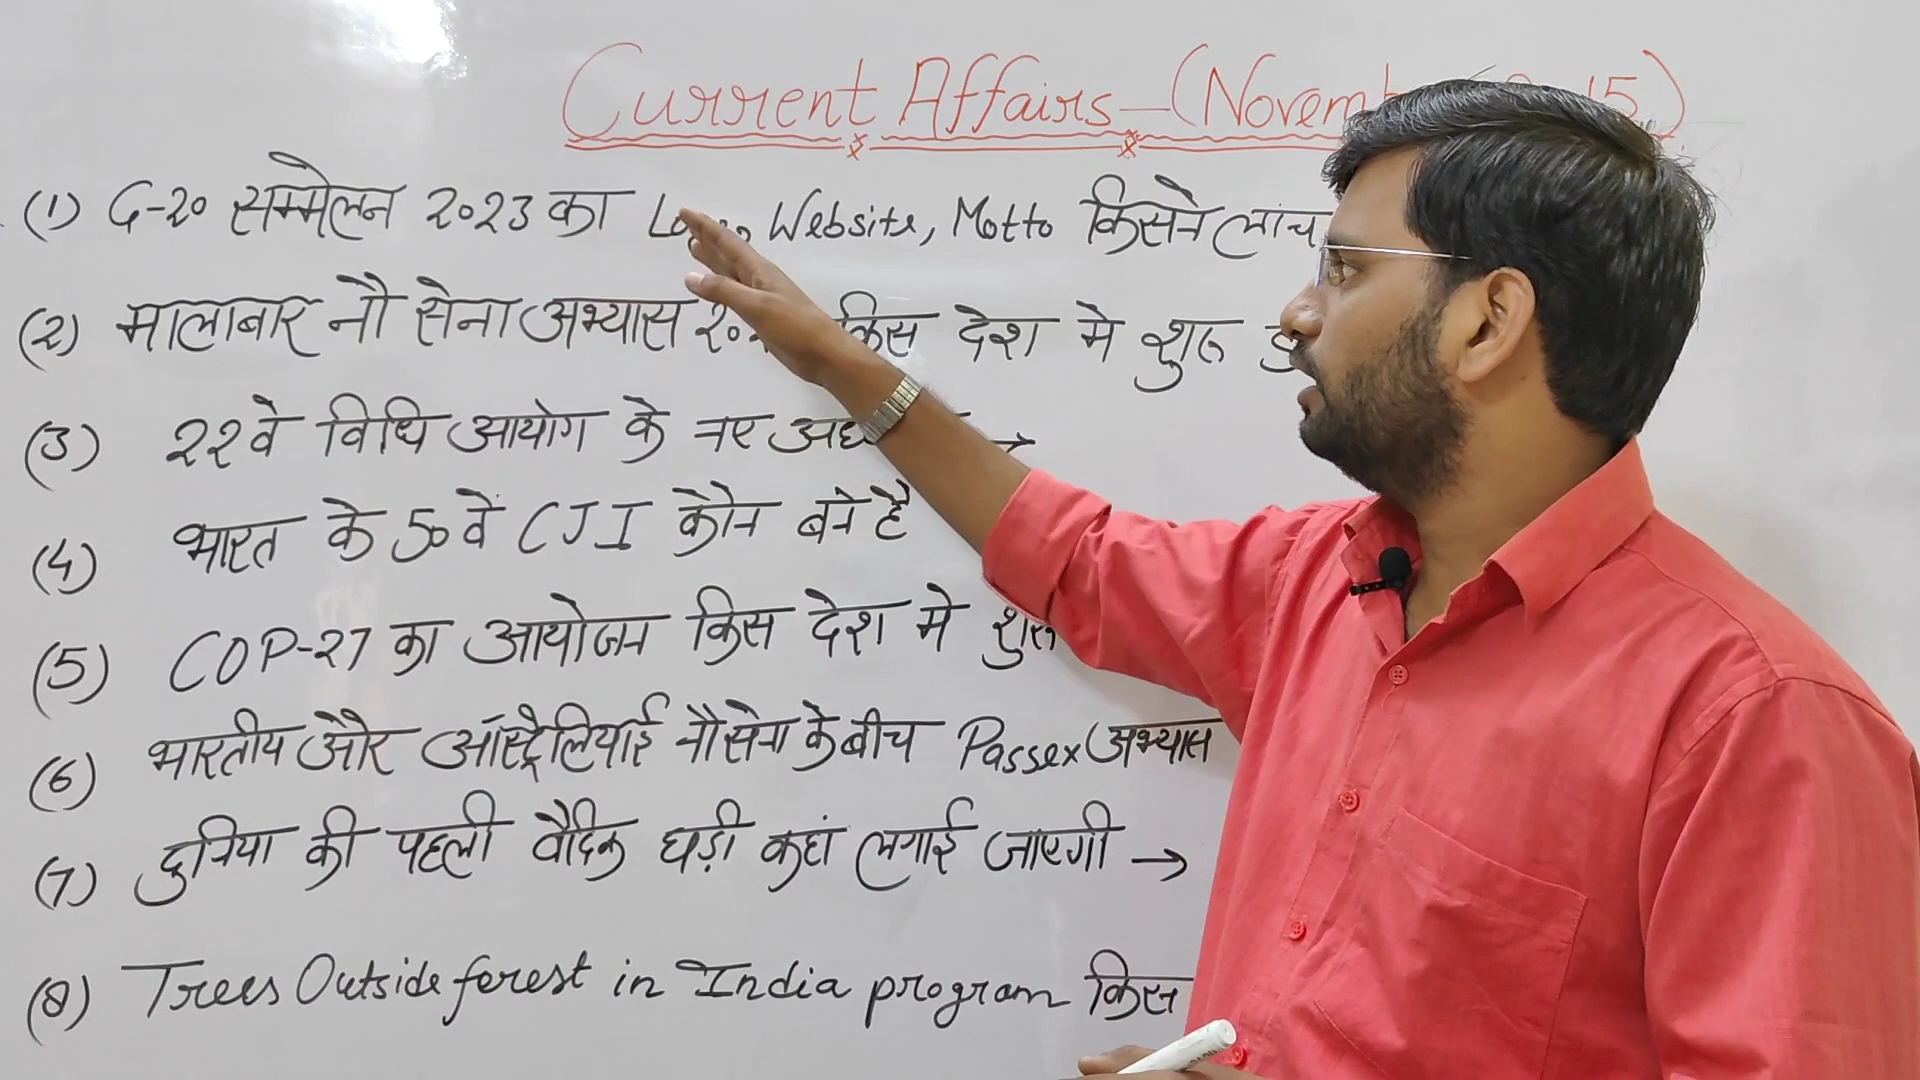 Current Affairs - (Novem 15)
(1) G-20 सम्मेलन 2023 का Website, Motto किसने लांच
(2) मालाबार नौ सेना अभ्यास किस देश मे शुरू
(3) 22वे विधि आयोग के नए →
(4) भारत के 50वें CJI कौन बने है
(5) COP-27 का आयोजन किस देश मे शुरू
(6) भारतीय और ऑस्ट्रेलियाई नौसेना के बीच Passex अभ्यास
(7) दुनिया की पहली वैदिक घड़ी कहां लगाई जाएगी →
(8) Trees Outside forest in India program किस